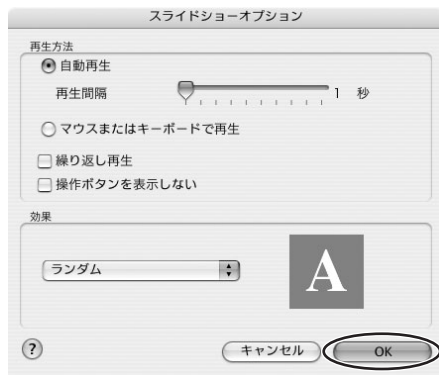 スライドショーオプション
再生方法
自動再生
再生間隔 1 秒
マウスまたはキーボードで再生
繰り返し再生
操作ボタンを表示しない
効果
ランダム
A
? キャンセル OK